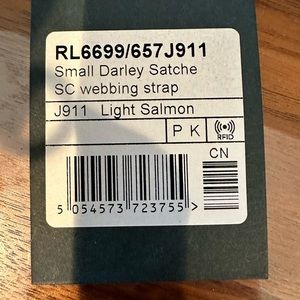 RL6699/657J911
Small Darley Satche
SC webbing strap
J911 Light Salmon
P K RFID
CN
5 054573 723755 >